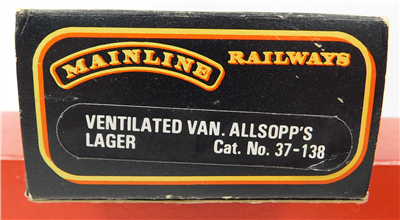 MAINLINE RAILWAYS
VENTILATED VAN. ALLSOPP'S
LAGER Cat. No. 37-138